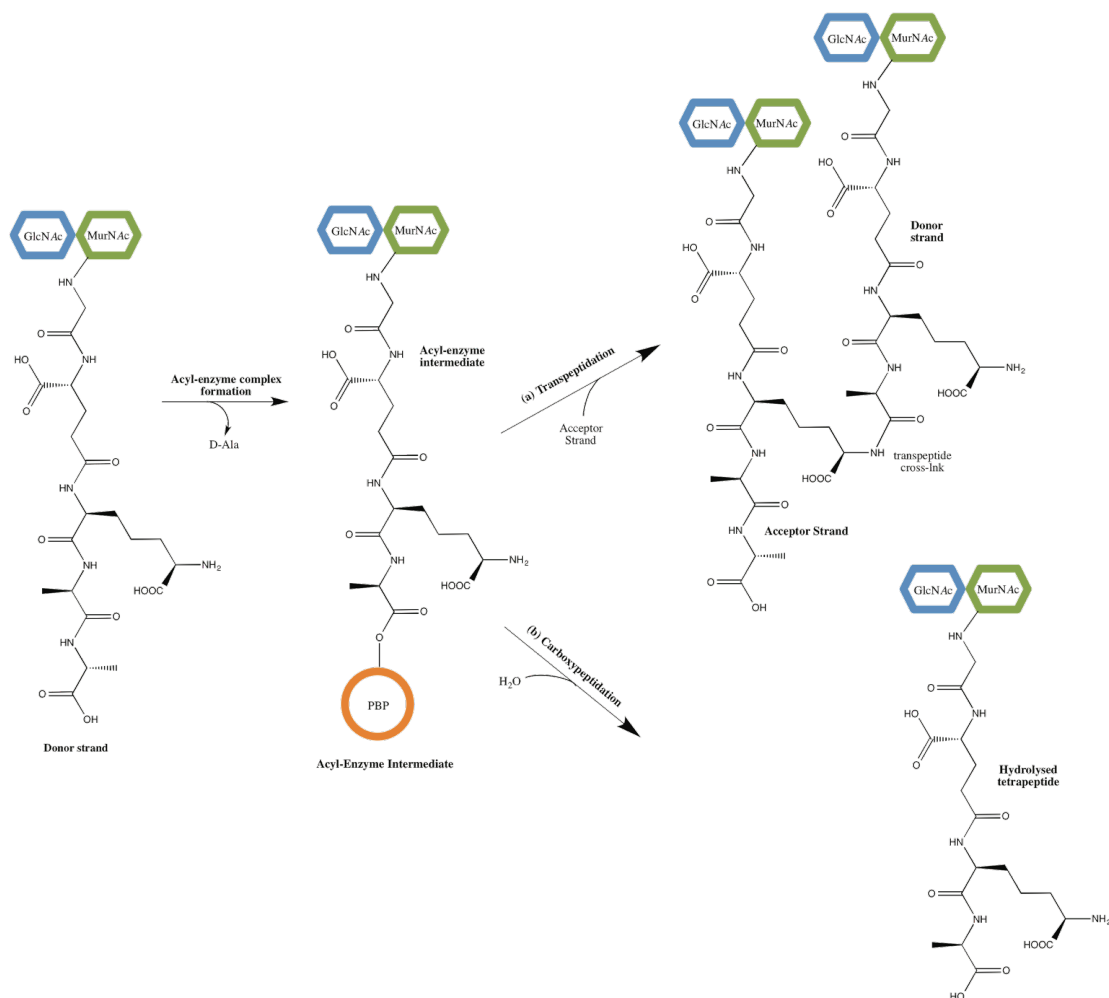 GlcNAc
MurNAc
HN
O
HO
NH
O
O
HN
O
NH
NH2
HOOC
O
HN
O
OH
Donor strand
Acyl-enzyme complex
formation
D-Ala
GlcNAc
MurNAc
HN
O
Acyl-enzyme
intermediate
HO
NH
O
O
HN
O
NH
NH2
HOOC
O
O
PBP
Acyl-Enzyme Intermediate
(a) Transpeptidation
Acceptor
Strand
(b) Carboxypeptidation
H2O
GlcNAc
MurNAc
HN
O
HO
NH
O
Donor
strand
O
HN
O
NH
NH2
HOOC
O
GlcNAc
MurNAc
HN
O
HO
NH
O
O
HN
O
NH
HOOC
NH
transpeptide
cross-lnk
O
HN
Acceptor Strand
O
OH
GlcNAc
MurNAc
HN
O
HO
NH
O
Hydrolysed
tetrapeptide
O
HN
O
NH
NH2
HOOC
O
HO